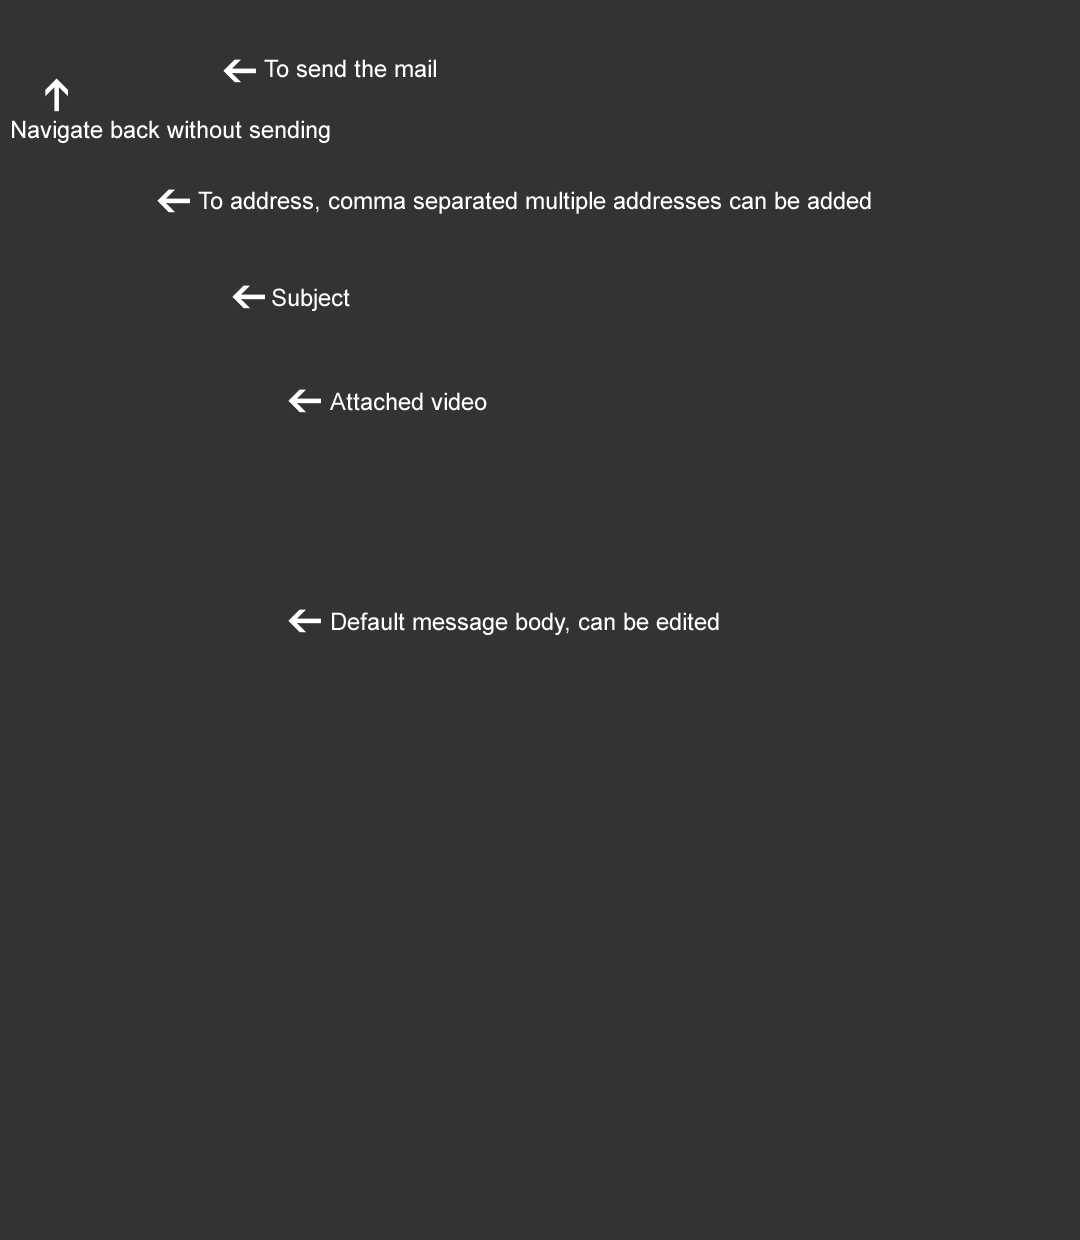 To send the mail
Navigate back without sending
To address, comma separated multiple addresses can be added
Subject
Attached video
Default message body, can be edited